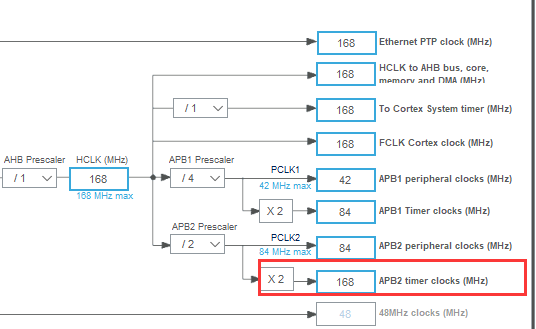 168
Ethernet PTP clock (MHz)
168
HCLK to AHB bus, core,
memory and DMA (MHz)
/ 1
168
To Cortex System timer (MHz)
168
FCLK Cortex clock (MHz)
AHB Prescaler
HCLK (MHz)
APB1 Prescaler
/ 1
168
168 MHz max
/ 4
PCLK1
42 MHz max
42
APB1 peripheral clocks (MHz)
X 2
84
APB1 Timer clocks (MHz)
APB2 Prescaler
/ 2
PCLK2
84 MHz max
84
APB2 peripheral clocks (MHz)
X 2
168
APB2 timer clocks (MHz)
48
48MHz clocks (MHz)